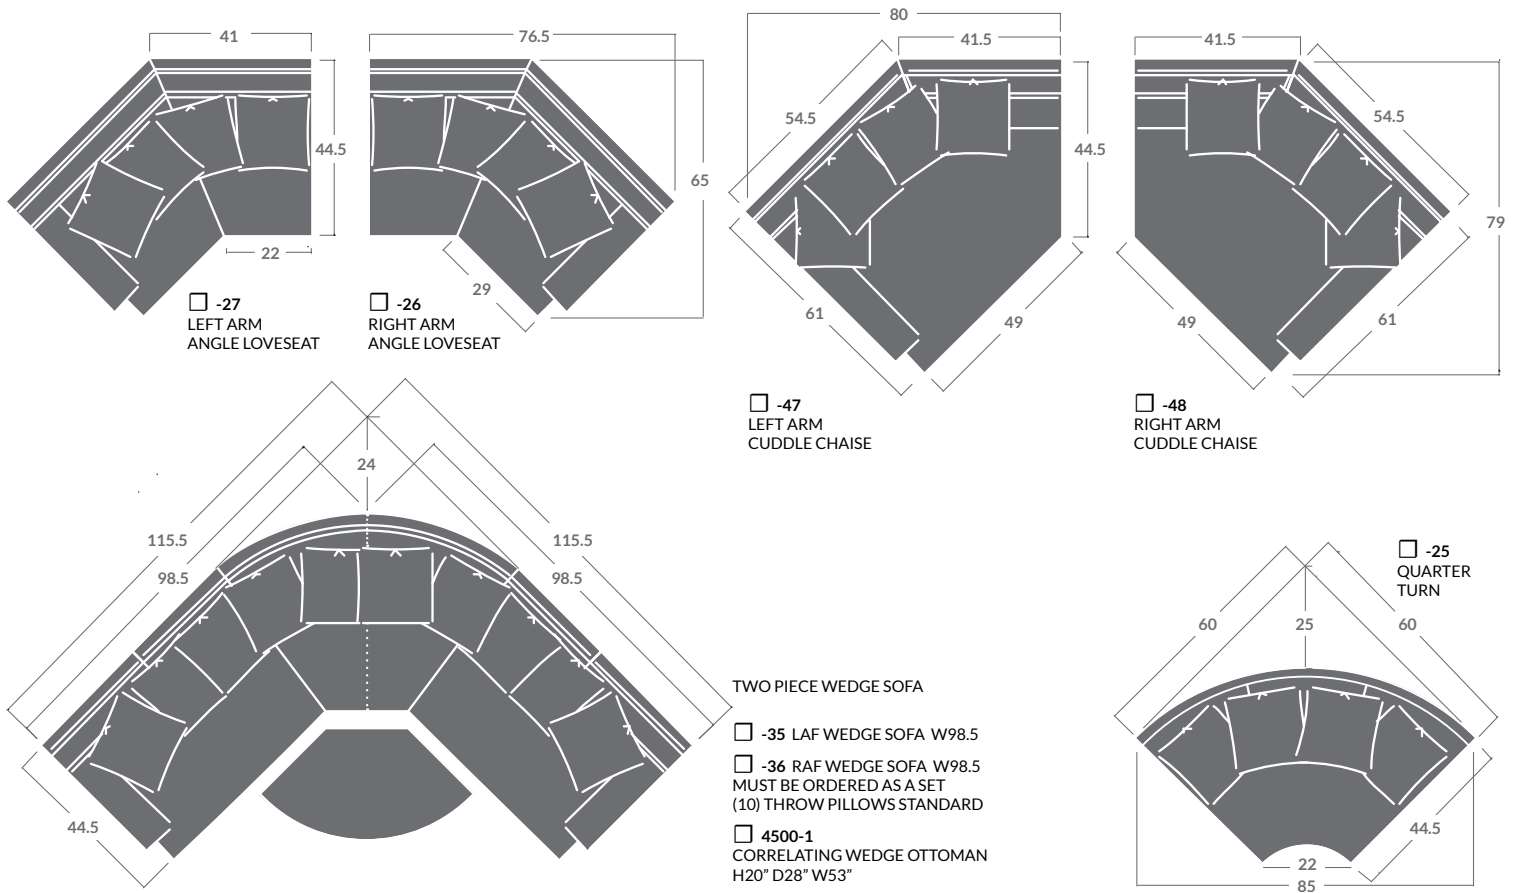 41
76.5
44.5
65
22
29
☐ -27
LEFT ARM
ANGLE LOVESEAT
☐ -26
RIGHT ARM
ANGLE LOVESEAT
80
41.5
54.5
44.5
61
49
☐ -47
LEFT ARM
CUDDLE CHAISE
41.5
54.5
79
49
61
☐ -48
RIGHT ARM
CUDDLE CHAISE
24
115.5
98.5
115.5
98.5
44.5
TWO PIECE WEDGE SOFA
☐ -35 LAF WEDGE SOFA W98.5
☐ -36 RAF WEDGE SOFA W98.5
MUST BE ORDERED AS A SET
(10) THROW PILLOWS STANDARD
☐ 4500-1
CORRELATING WEDGE OTTOMAN
H20” D28” W53”
☐ -25
QUARTER
TURN
60
25
60
44.5
22
85